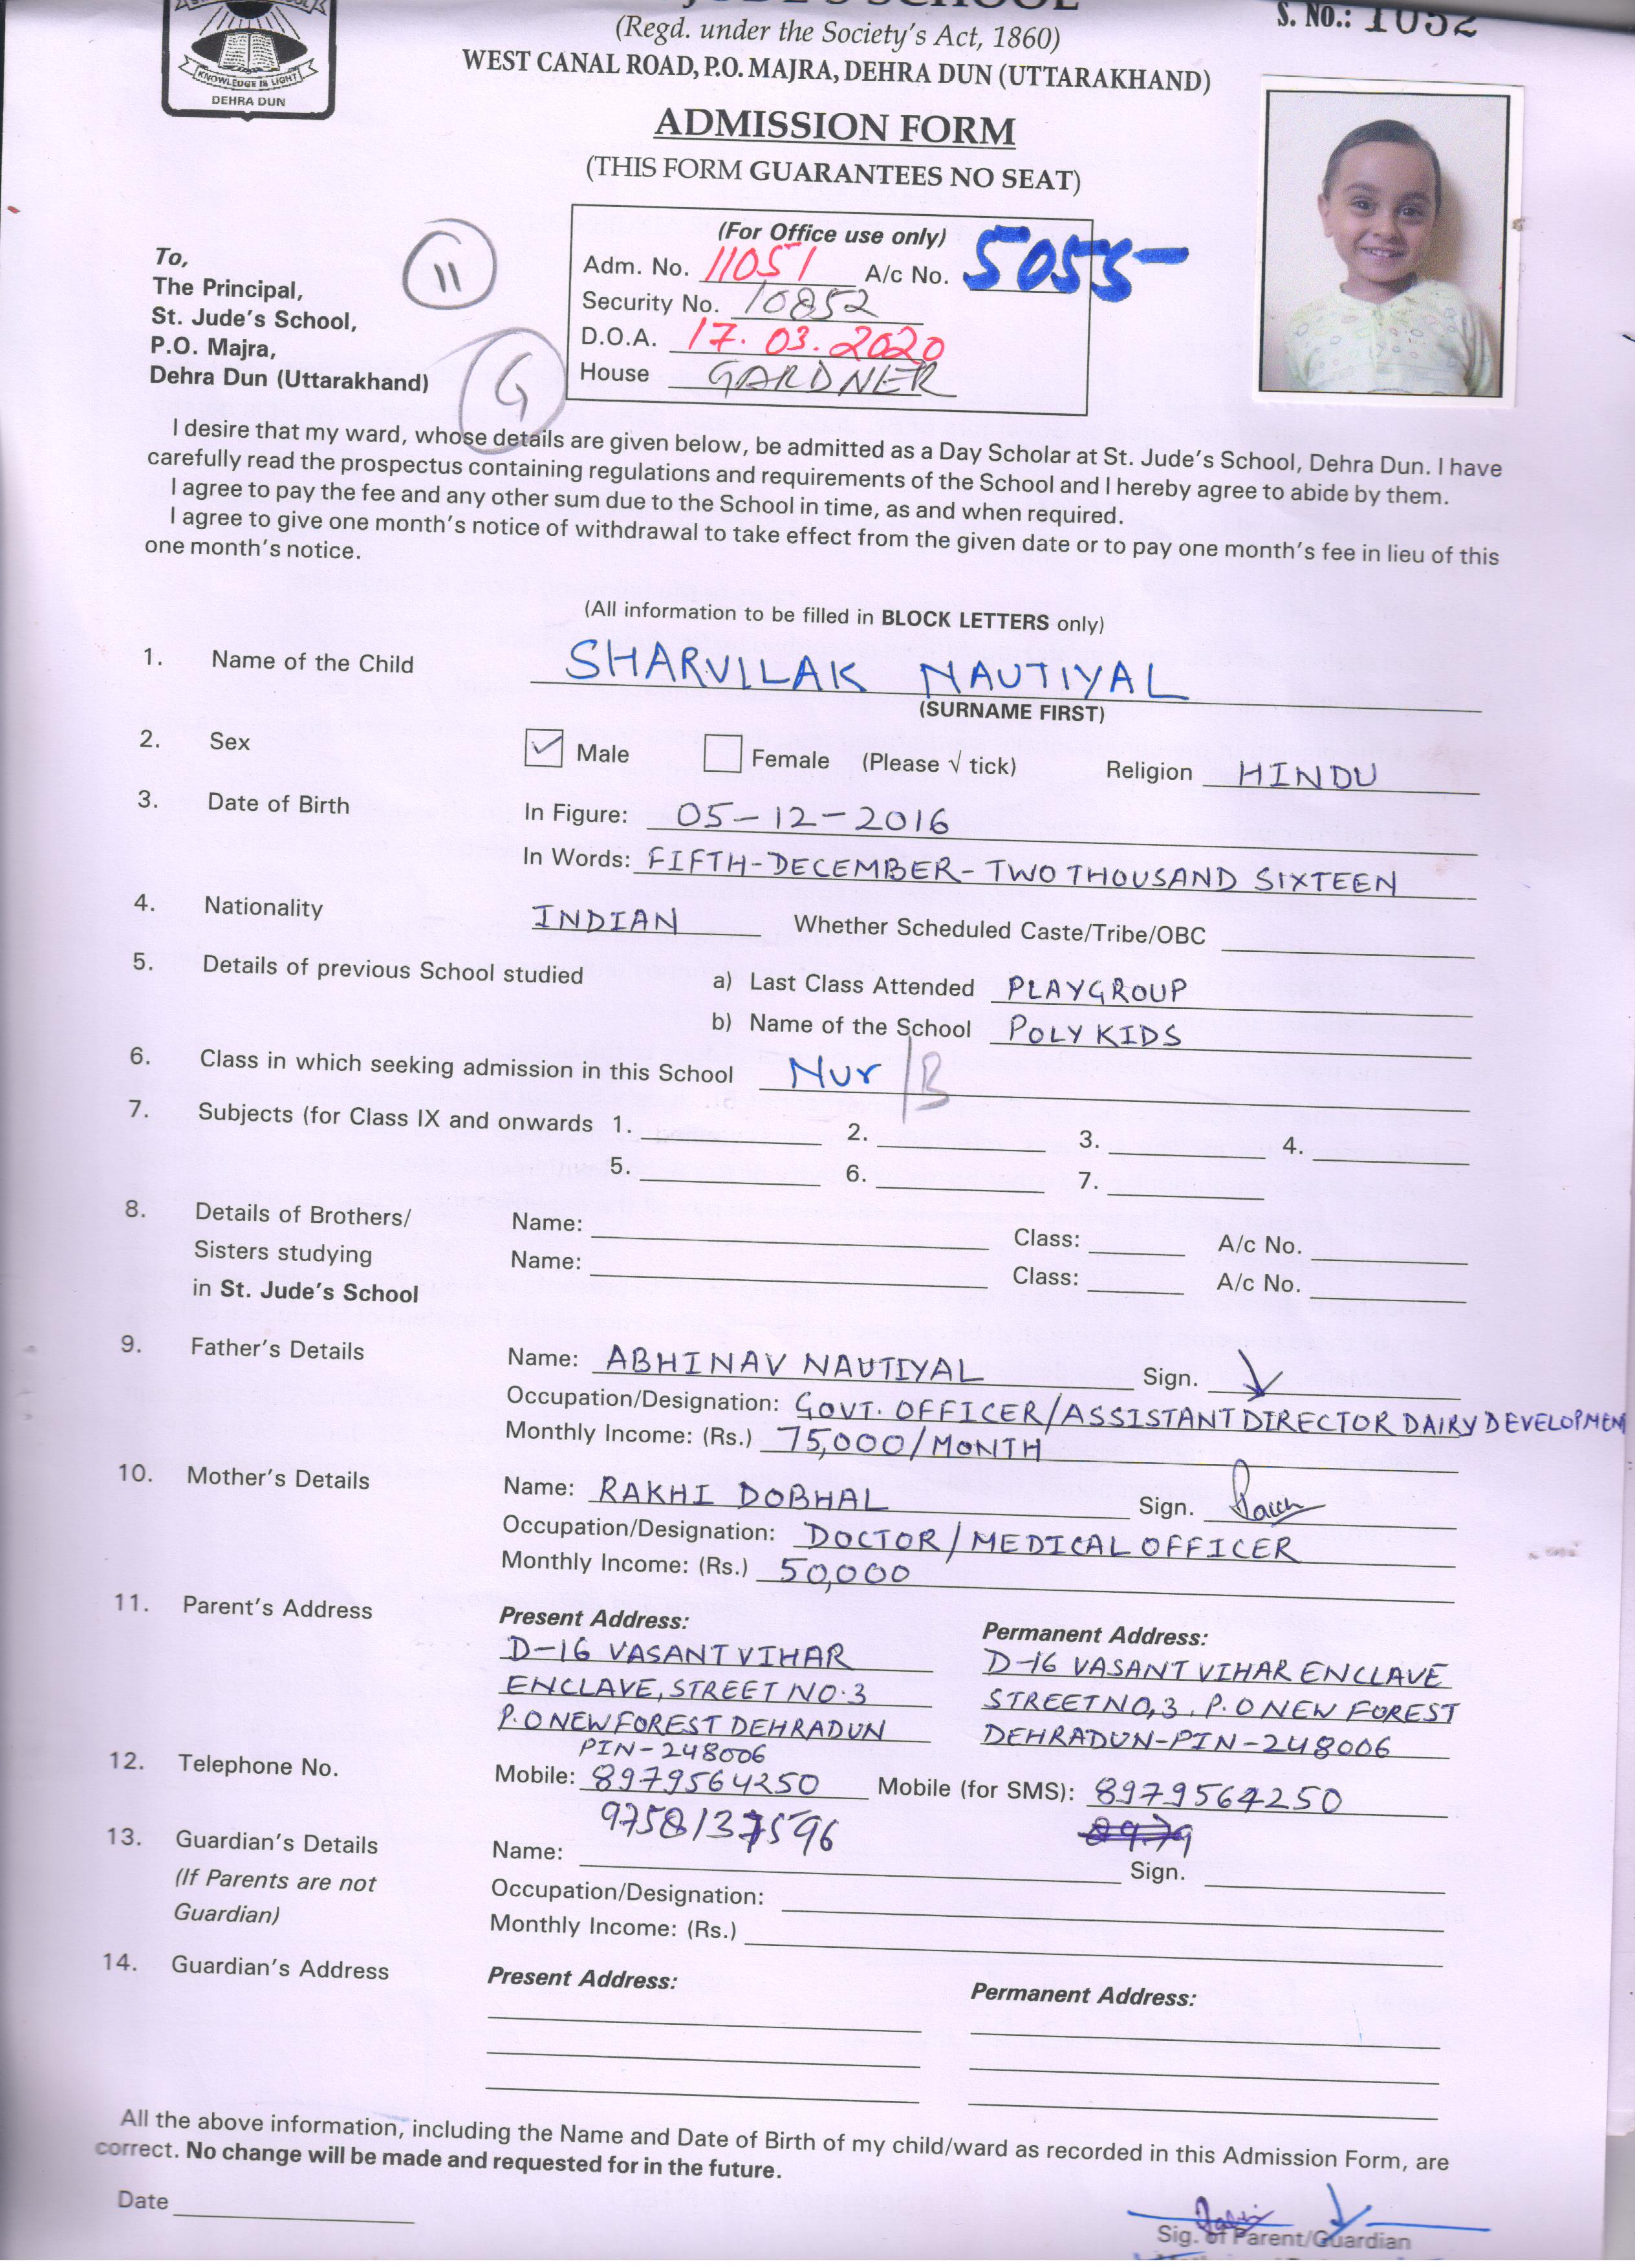 KNOWLEDGE IS LIGHT
DEHRA DUN
SCHOOL
S. NO.: 1052
(Regd. under the Society's Act, 1860)
WEST CANAL ROAD, P.O. MAJRA, DEHRA DUN (UTTARAKHAND)
ADMISSION FORM
(THIS FORM GUARANTEES NO SEAT)
To,
The Principal,
St. Jude's School,
P.O. Majra,
Dehra Dun (Uttarakhand)
11
G
(For Office use only)
Adm. No. 11051 A/c No. 5055
Security No. 10852
D.O.A. 17.03.2020
House GARDNER
I desire that my ward, whose details are given below, be admitted as a Day Scholar at St. Jude's School, Dehra Dun. I have
carefully read the prospectus containing regulations and requirements of the School and I hereby agree to abide by them.
I agree to pay the fee and any other sum due to the School in time, as and when required.
I agree to give one month's notice of withdrawal to take effect from the given date or to pay one month's fee in lieu of this
one month's notice.
(All information to be filled in BLOCK LETTERS only)
1. Name of the Child SHARVILAK NAUTIYAL
(SURNAME FIRST)
2. Sex Male Female (Please √ tick) Religion HINDU
3. Date of Birth In Figure: 05-12-2016
In Words: FIFTH-DECEMBER-TWO THOUSAND SIXTEEN
4. Nationality INDIAN Whether Scheduled Caste/Tribe/OBC
5. Details of previous School studied a) Last Class Attended PLAYGROUP
b) Name of the School POLY KIDS
6. Class in which seeking admission in this School Nur/B
7. Subjects (for Class IX and onwards 1. 2. 3. 4.
5. 6. 7.
8. Details of Brothers/ Name: Class: A/c No.
Sisters studying Name: Class: A/c No.
in St. Jude's School
9. Father's Details Name: ABHINAV NAUTIYAL Sign.
Occupation/Designation: GOVT. OFFICER/ASSISTANT DIRECTOR DAIRY DEVELOPMEN
Monthly Income: (Rs.) 75,000/MONTH
10. Mother's Details Name: RAKHI DOBHAL Sign.
Occupation/Designation: DOCTOR/MEDICAL OFFICER
Monthly Income: (Rs.) 50,000
11. Parent's Address Present Address: Permanent Address:
D-16 VASANT VIHAR D-16 VASANT VIHAR ENCLAVE
ENCLAVE, STREET NO.3 STREET NO,3, P.O NEW FOREST
P.O NEW FOREST DEHRADUN DEHRADUN-PIN-248006
PIN-248006
12. Telephone No. Mobile: 8979564250 Mobile (for SMS): 8979564250
9758137596 8979
13. Guardian's Details Name: Sign.
(If Parents are not Occupation/Designation:
Guardian) Monthly Income: (Rs.)
14. Guardian's Address Present Address: Permanent Address:
All the above information, including the Name and Date of Birth of my child/ward as recorded in this Admission Form, are
correct. No change will be made and requested for in the future.
Date
Sig. of Parent/Guardian